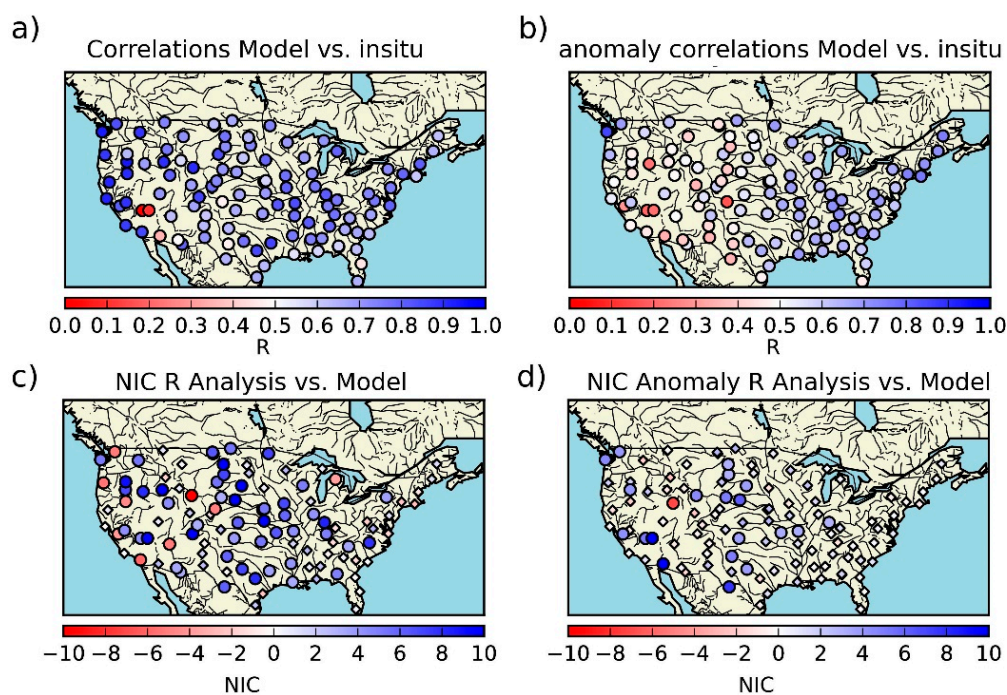 a)
Correlations Model vs. insitu
b)
anomaly correlations Model vs. insitu
0.0 0.1 0.2 0.3 0.4 0.5 0.6 0.7 0.8 0.9 1.0
R
0.0 0.1 0.2 0.3 0.4 0.5 0.6 0.7 0.8 0.9 1.0
R
c)
NIC R Analysis vs. Model
d)
NIC Anomaly R Analysis vs. Model
−10 −8 −6 −4 −2 0 2 4 6 8 10
NIC
−10 −8 −6 −4 −2 0 2 4 6 8 10
NIC